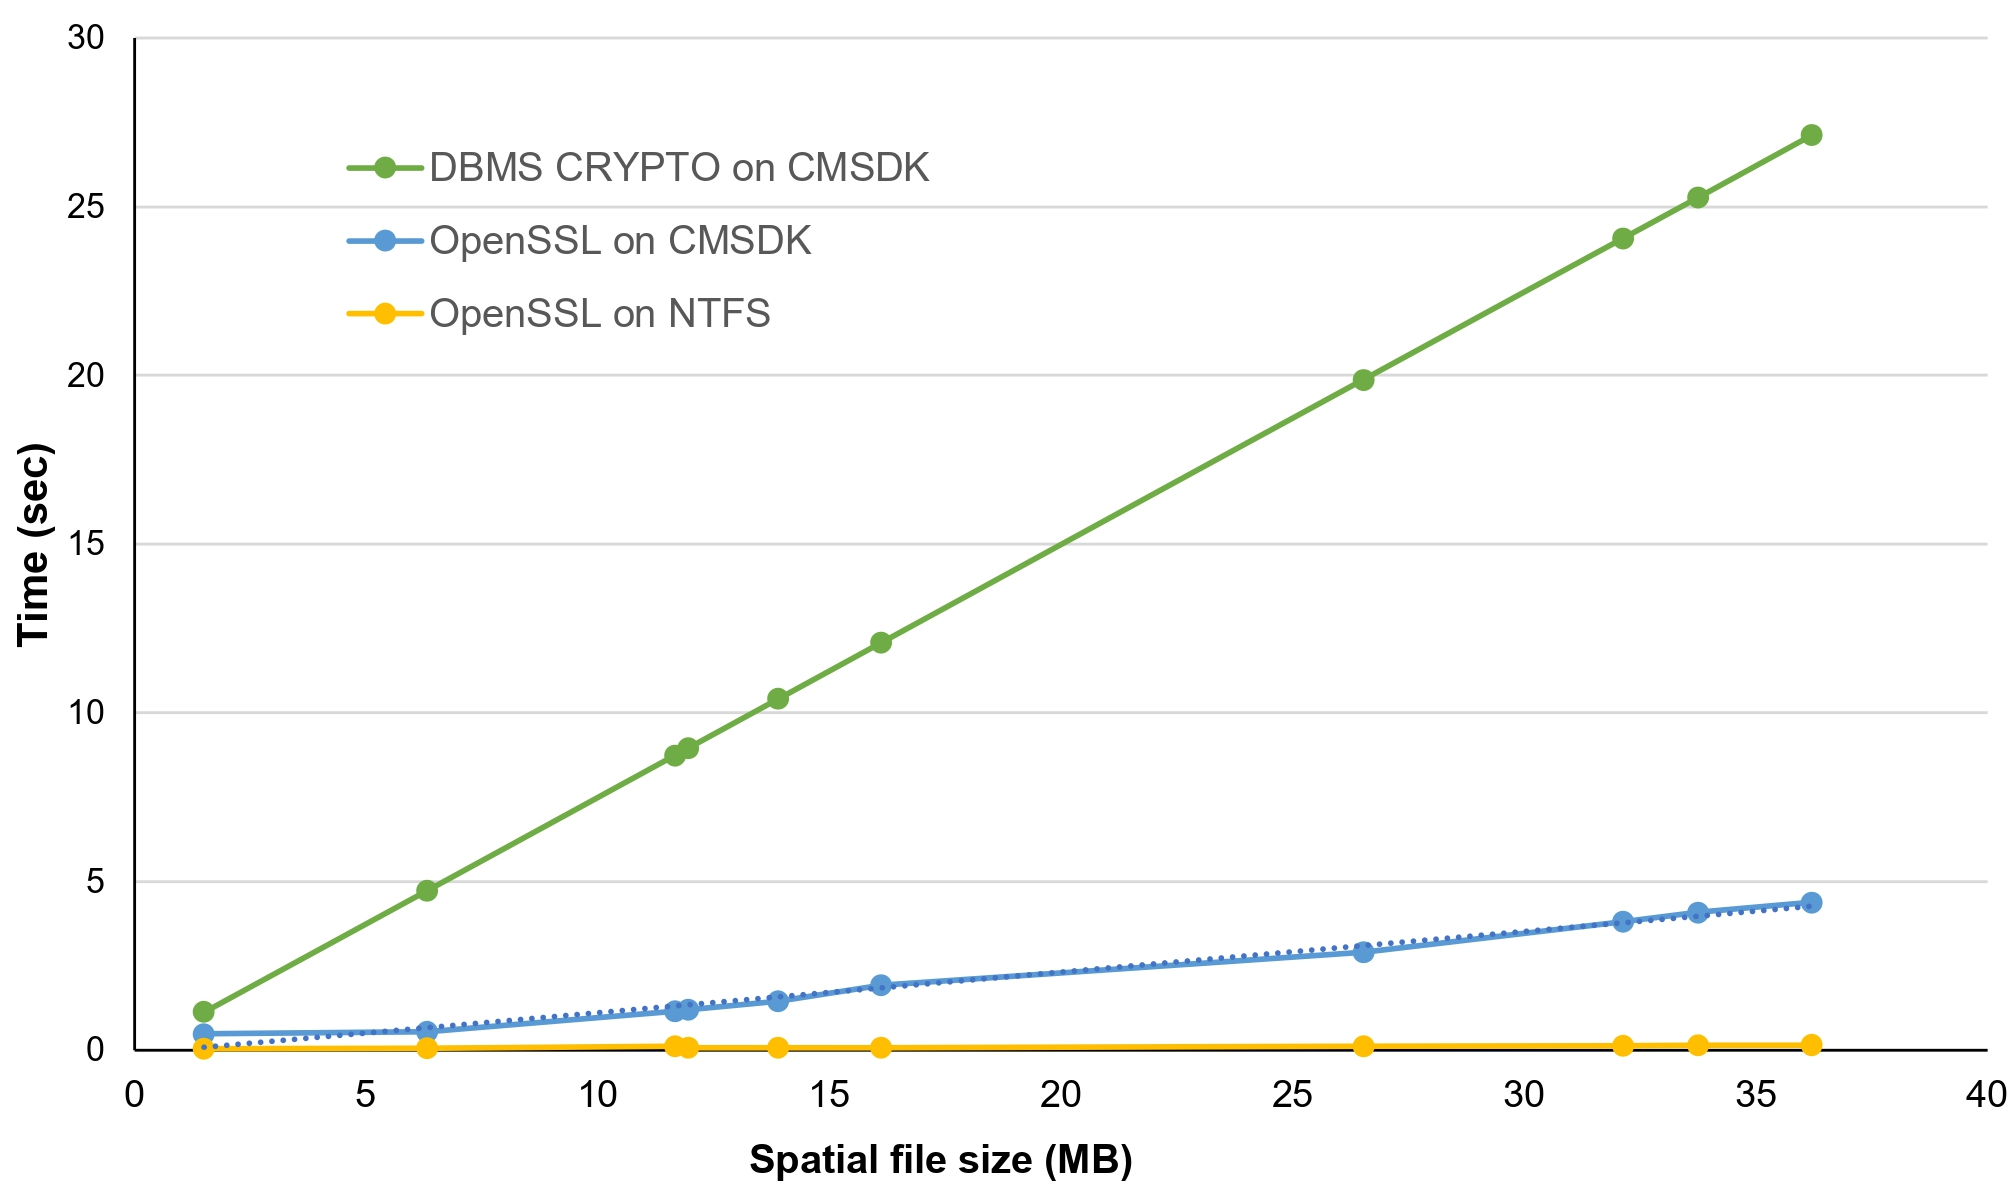 30
DBMS CRYPTO on CMSDK
25
OpenSSL on CMSDK
OpenSSL on NTFS
20
Time (sec)
15
10
5
0
0 5 10 15 20 25 30 35 40
Spatial file size (MB)